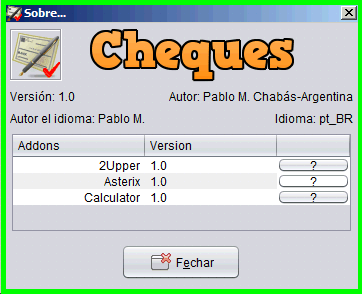 Sobre...
Cheques
Versión: 1.0 Autor: Pablo M. Chabás-Argentina
Autor el idioma: Pablo M. Idioma: pt_BR
Addons Version
2Upper 1.0 ?
Asterix 1.0 ?
Calculator 1.0 ?
Fechar